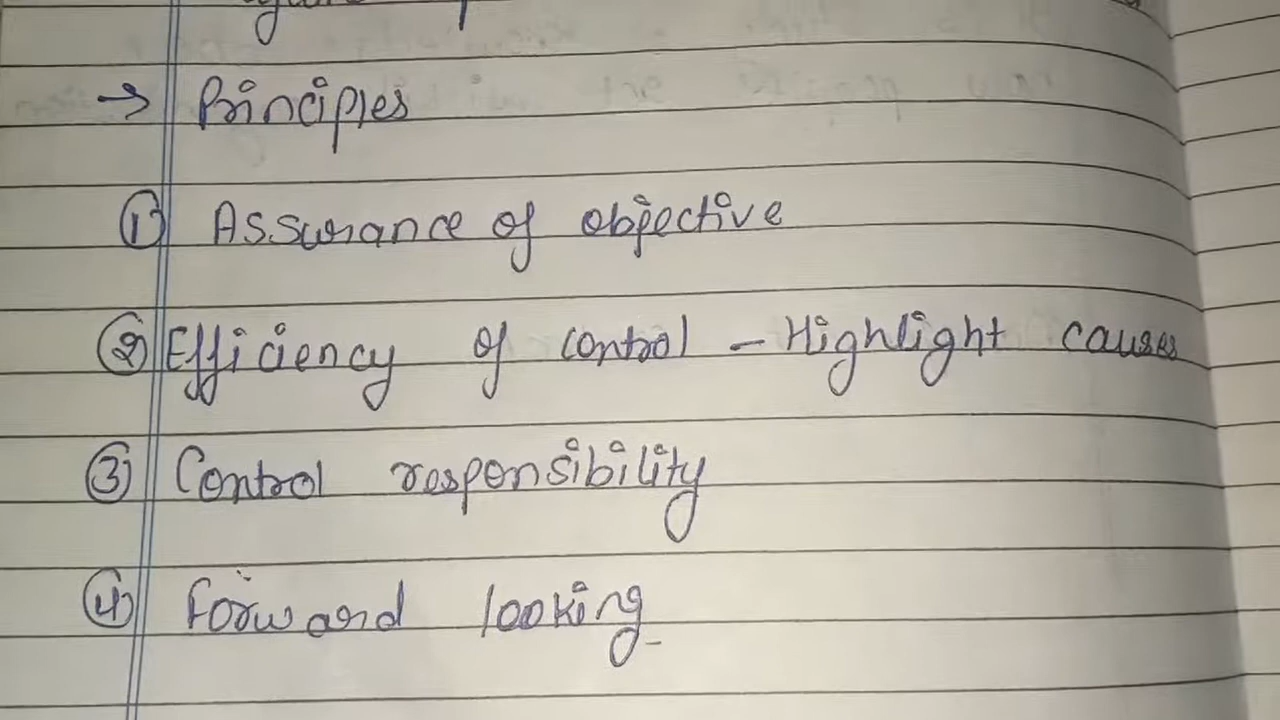 → Principles
① Assurance of objective
② Efficiency of control - Highlight causes
③ Control responsibility
④ Forward looking